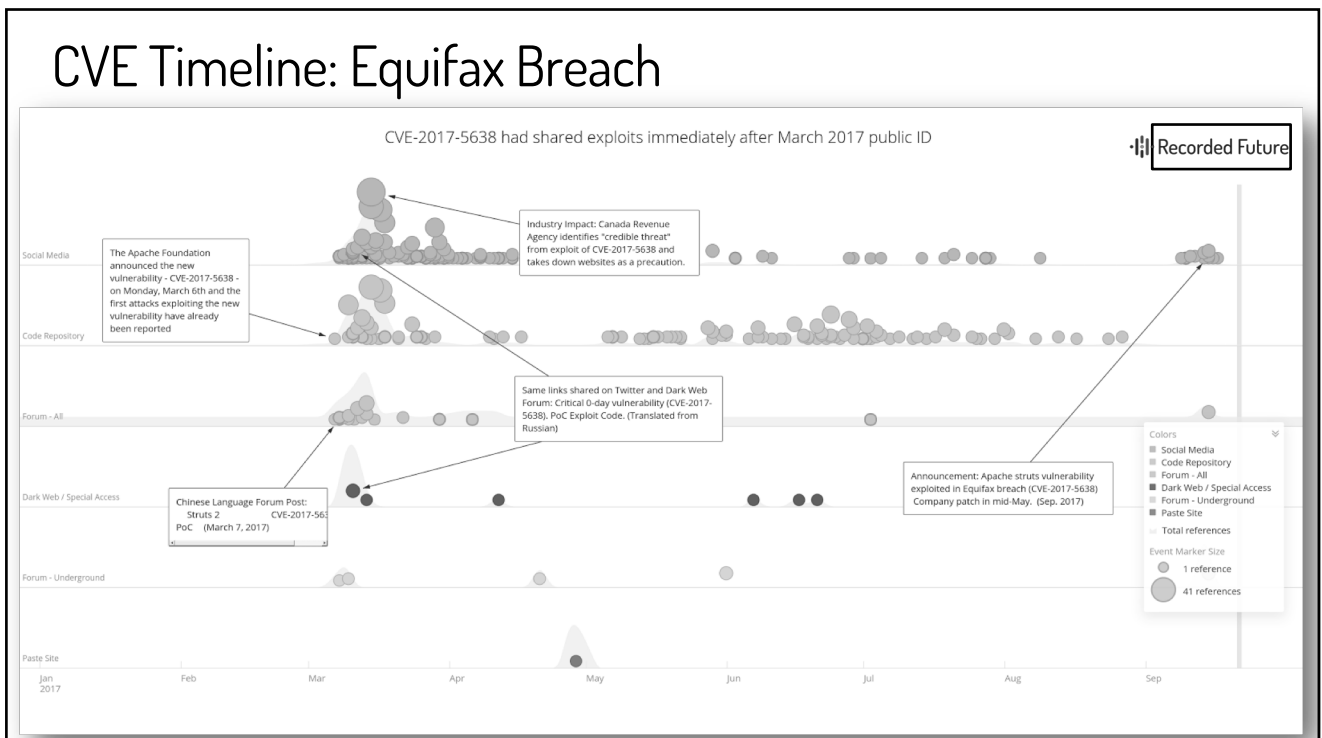 CVE Timeline: Equifax Breach
CVE-2017-5638 had shared exploits immediately after March 2017 public ID
Recorded Future
Social Media
The Apache Foundation
announced the new
vulnerability - CVE-2017-5638 -
on Monday, March 6th and the
first attacks exploiting the new
vulnerability have already
been reported
Industry Impact: Canada Revenue
Agency identifies "credible threat"
from exploit of CVE-2017-5638 and
takes down websites as a precaution.
Code Repository
Same links shared on Twitter and Dark Web
Forum: Critical 0-day vulnerability (CVE-2017-
5638). PoC Exploit Code. (Translated from
Russian)
Forum - All
Dark Web / Special Access
Chinese Language Forum Post:
Struts 2 CVE-2017-563
PoC (March 7, 2017)
Announcement: Apache struts vulnerability
exploited in Equifax breach (CVE-2017-5638)
Company patch in mid-May. (Sep. 2017)
Colors
Social Media
Code Repository
Forum - All
Dark Web / Special Access
Forum - Underground
Paste Site
Total references
Event Marker Size
1 reference
41 references
Forum - Underground
Paste Site
Jan Feb Mar Apr May Jun Jul Aug Sep
2017